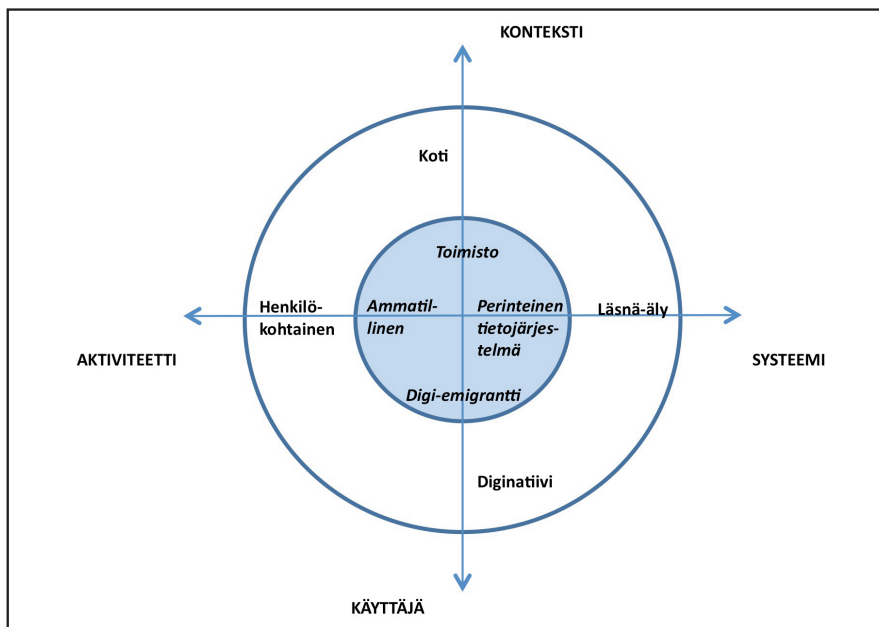 KONTEKSTI
Koti
Toimisto
Henkilö-
kohtainen
Ammatil-
linen
Perinteinen
tietojärjes-
telmä
Läsnä-äly
AKTIVITEETTI
SYSTEEMI
Digi-emigrantti
Diginatiivi
KÄYTTÄJÄ